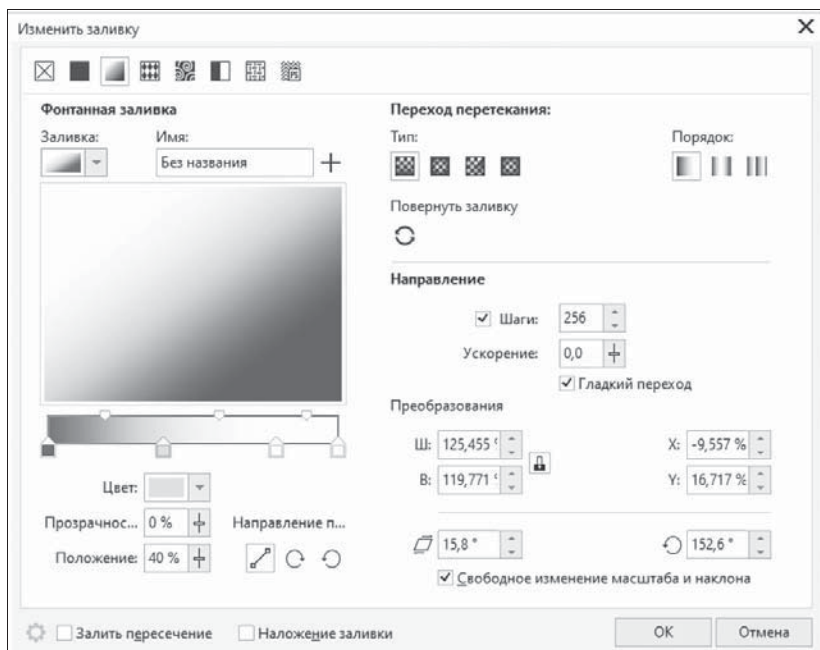 Изменить заливку
Фонтанная заливка
Заливка: Имя:
Без названия
Цвет:
Прозрачнос... 0 % Направление п...
Положение: 40 %
Переход перетекания:
Тип: Порядок:
Повернуть заливку
Направление
Шаги: 256
Ускорение: 0,0
Гладкий переход
Преобразования
Ш: 125,455 X: -9,557 %
В: 119,771 Y: 16,717 %
15,8 ° 152,6 °
Свободное изменение масштаба и наклона
Залить пересечение Наложение заливки OK Отмена